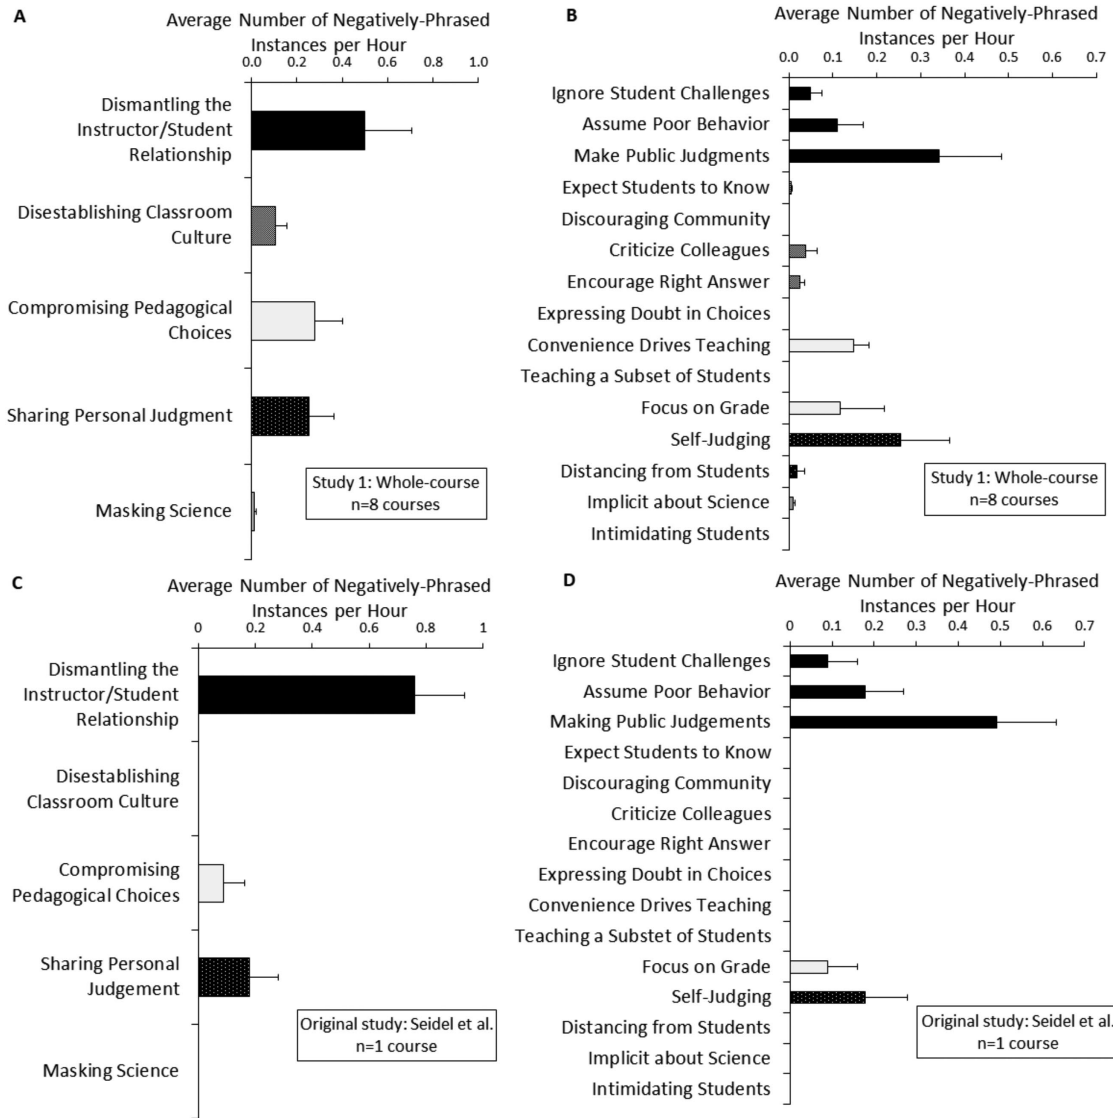 A
Average Number of Negatively-Phrased
Instances per Hour
0.0 0.2 0.4 0.6 0.8 1.0
Dismantling the
Instructor/Student
Relationship
Disestablishing Classroom
Culture
Compromising Pedagogical
Choices
Sharing Personal Judgment
Masking Science
Study 1: Whole-course
n=8 courses
B
Average Number of Negatively-Phrased
Instances per Hour
0.0 0.1 0.2 0.3 0.4 0.5 0.6 0.7
Ignore Student Challenges
Assume Poor Behavior
Make Public Judgments
Expect Students to Know
Discouraging Community
Criticize Colleagues
Encourage Right Answer
Expressing Doubt in Choices
Convenience Drives Teaching
Teaching a Subset of Students
Focus on Grade
Self-Judging
Distancing from Students
Implicit about Science
Intimidating Students
Study 1: Whole-course
n=8 courses
C
Average Number of Negatively-Phrased
Instances per Hour
0 0.2 0.4 0.6 0.8 1
Dismantling the
Instructor/Student
Relationship
Disestablishing
Classroom Culture
Compromising
Pedagogical Choices
Sharing Personal
Judgement
Masking Science
Original study: Seidel et al.
n=1 course
D
Average Number of Negatively-Phrased
Instances per Hour
0 0.1 0.2 0.3 0.4 0.5 0.6 0.7
Ignore Student Challenges
Assume Poor Behavior
Making Public Judgements
Expect Students to Know
Discouraging Community
Criticize Colleagues
Encourage Right Answer
Expressing Doubt in Choices
Convenience Drives Teaching
Teaching a Substet of Students
Focus on Grade
Self-Judging
Distancing from Students
Implicit about Science
Intimidating Students
Original study: Seidel et al.
n=1 course